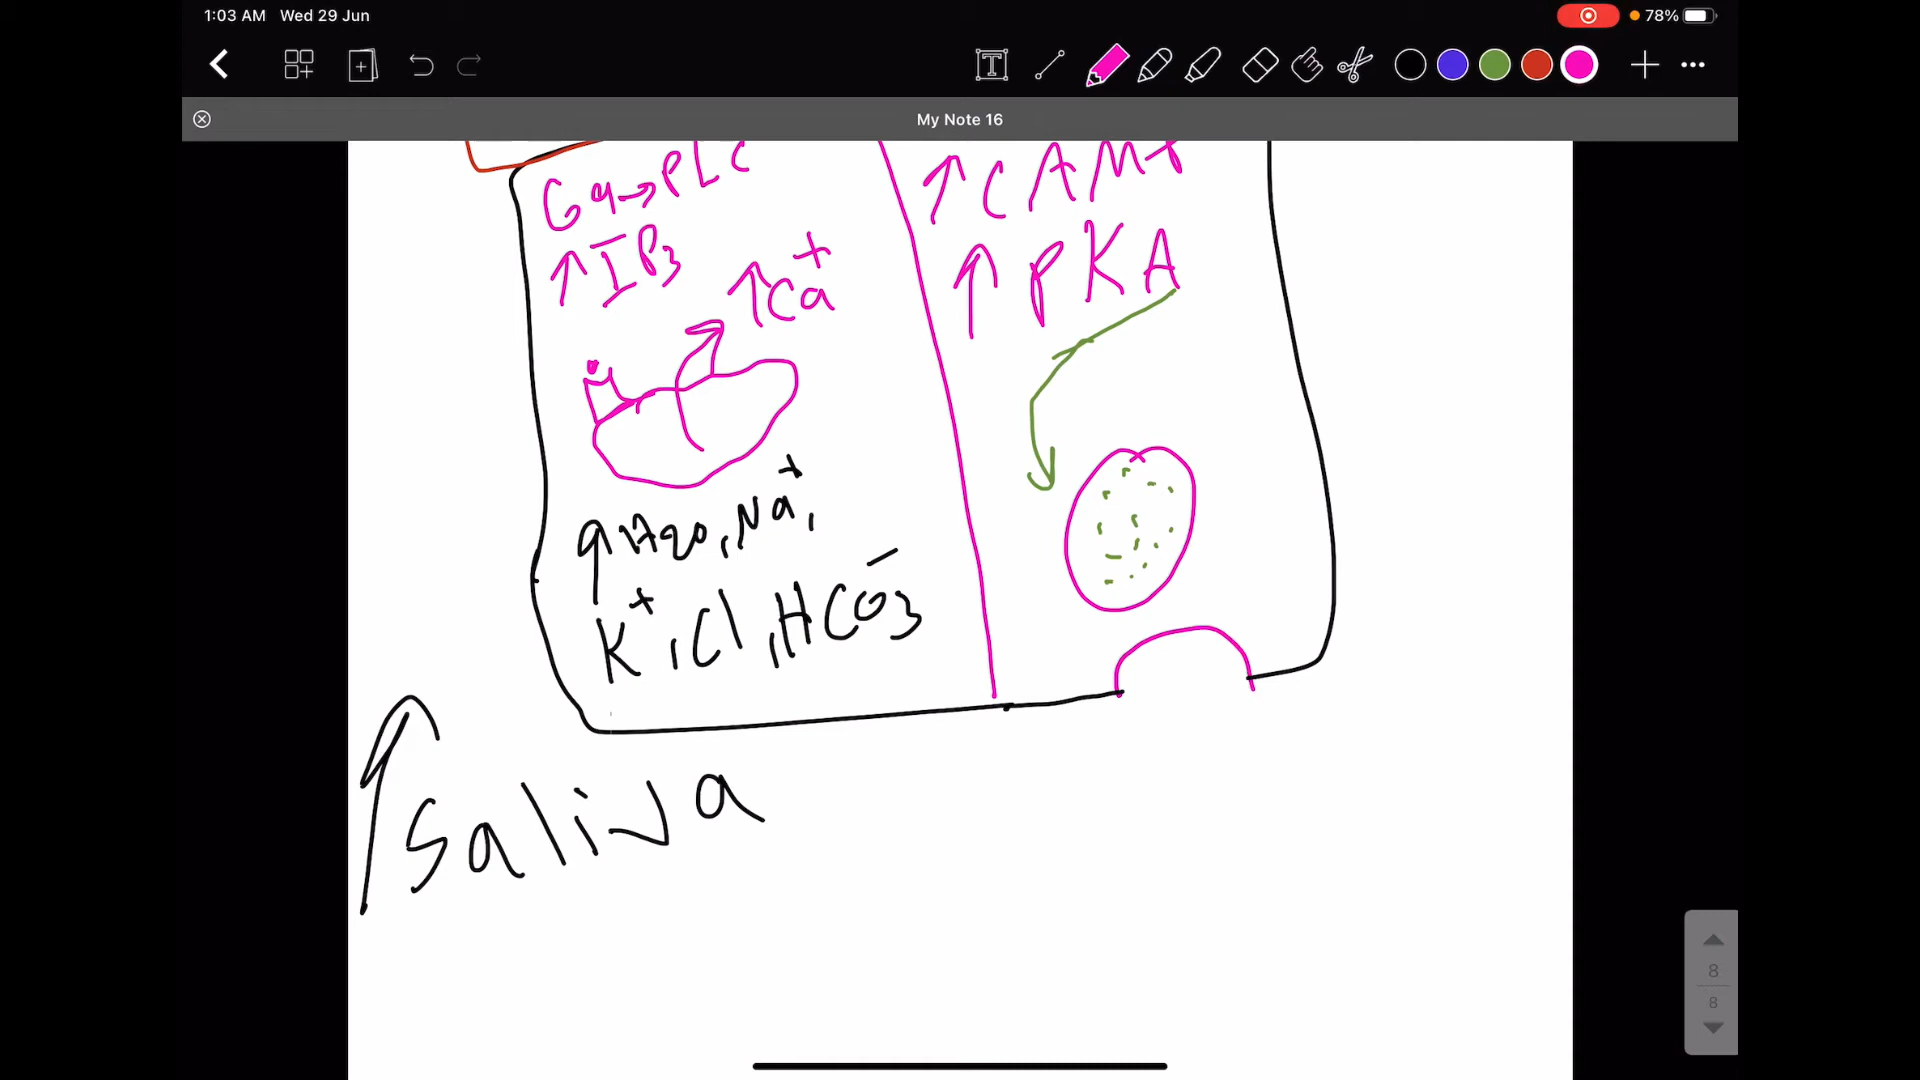 1:03 AM Wed 29 Jun
78%
My Note 16
Gq→PLC
↑IP3
↑Ca+
↑CAMP
↑PKA
↑H2O, Na+,
K+, Cl, HCO3−
↑Saliva
8
8